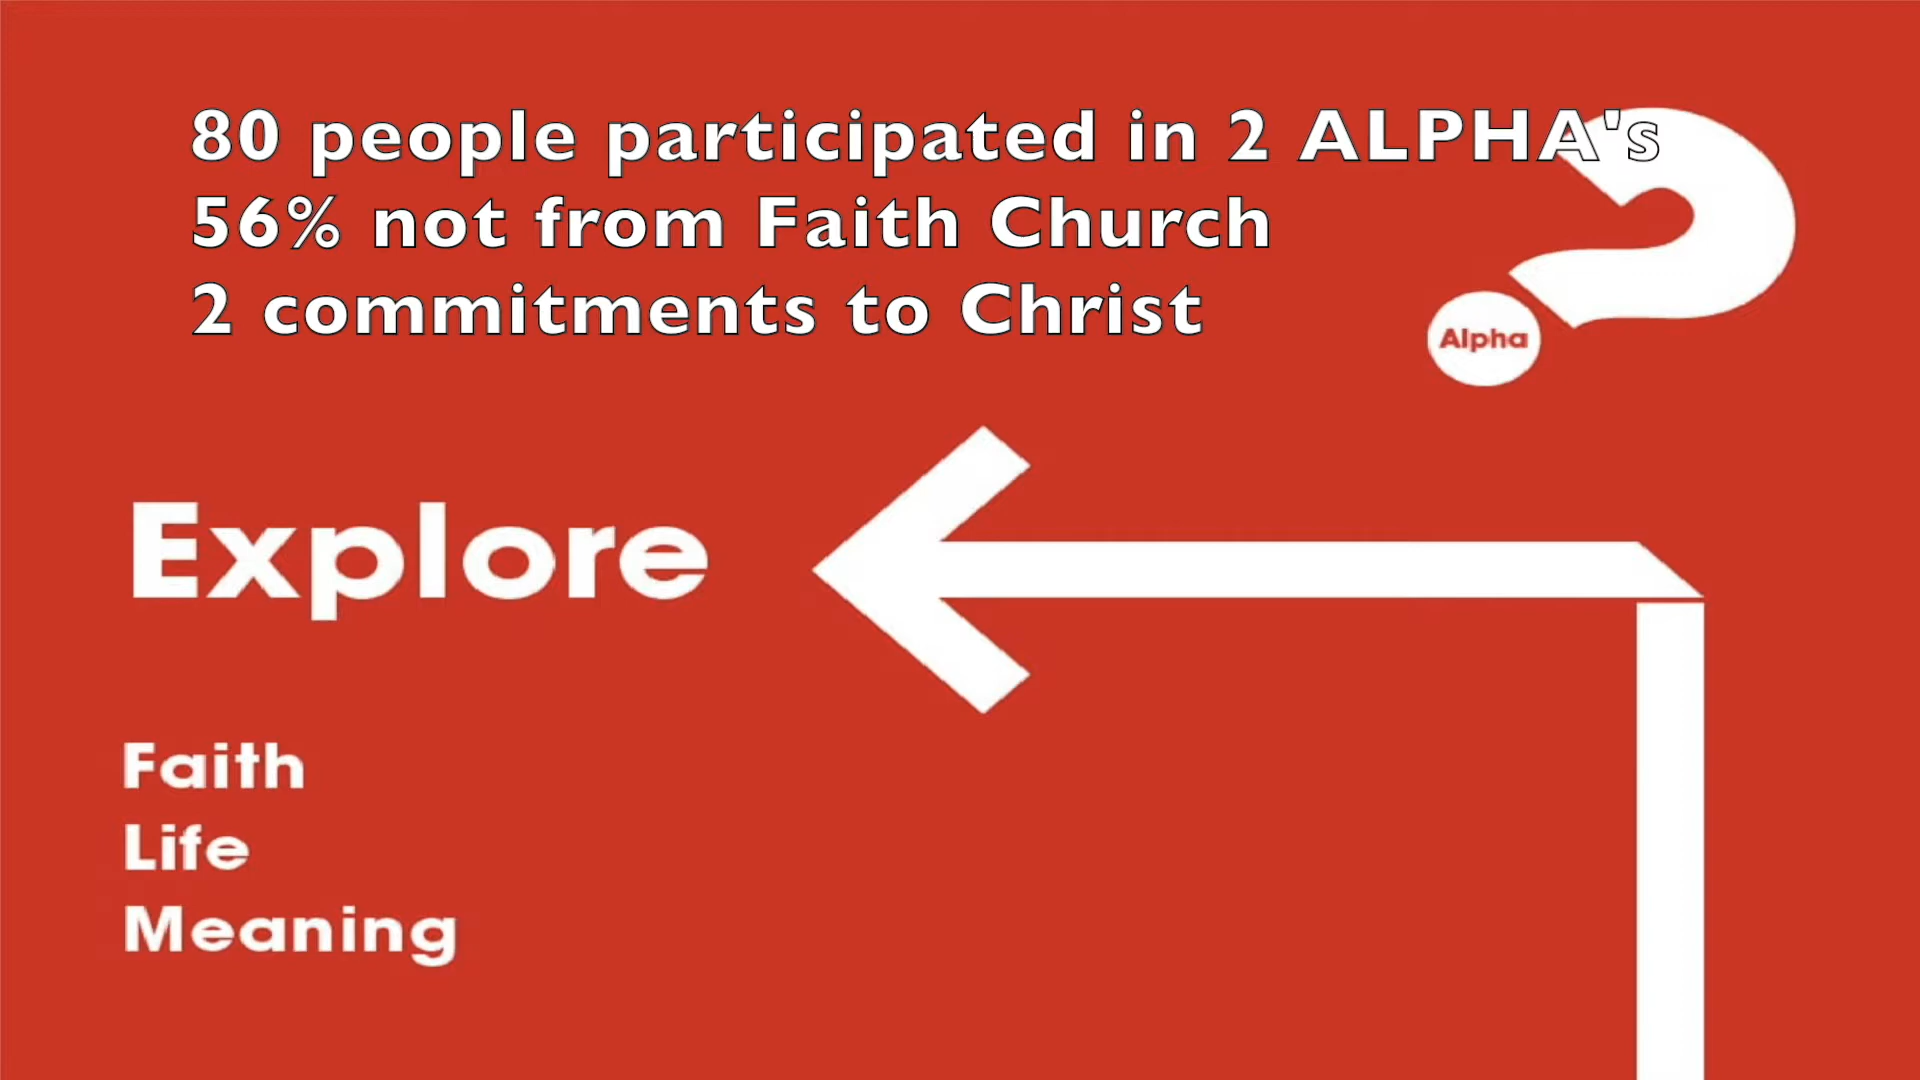 80 people participated in 2 ALPHA's
56% not from Faith Church
2 commitments to Christ
Alpha
Explore
Faith
Life
Meaning